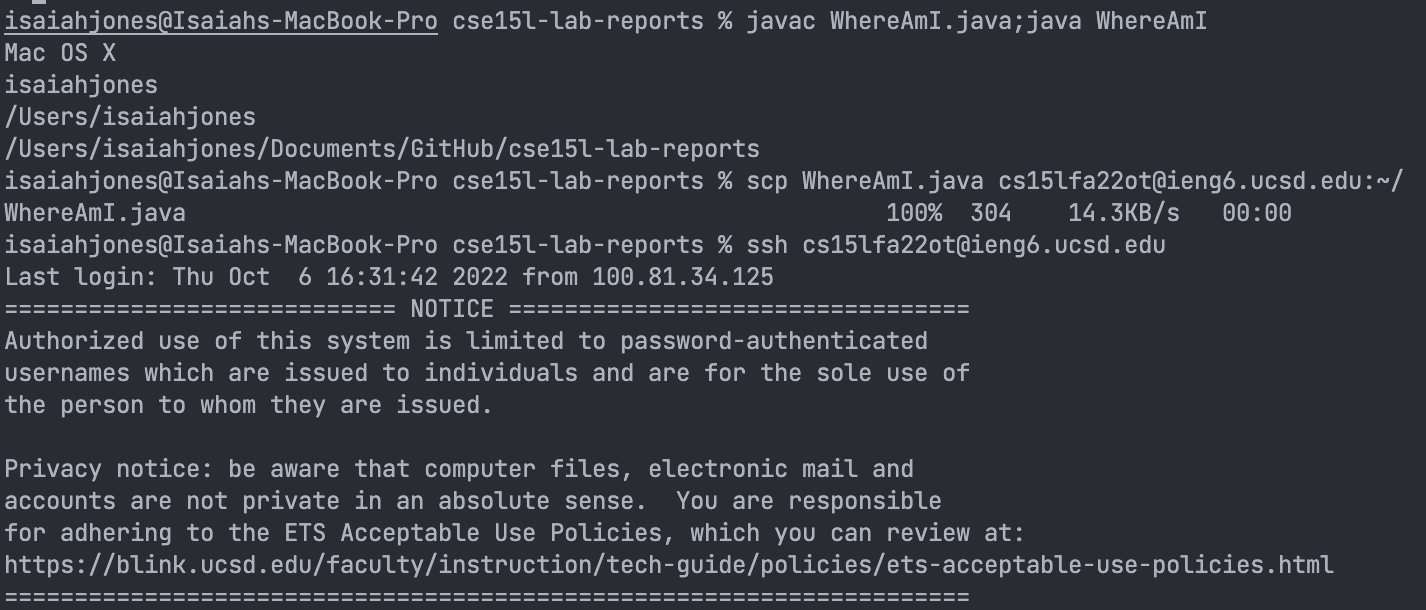 isaiahjones@Isaiahs-MacBook-Pro cse15l-lab-reports % javac WhereAmI.java;java WhereAmI
Mac OS X
isaiahjones
/Users/isaiahjones
/Users/isaiahjones/Documents/GitHub/cse15l-lab-reports
isaiahjones@Isaiahs-MacBook-Pro cse15l-lab-reports % scp WhereAmI.java cs15lfa22ot@ieng6.ucsd.edu:~/
WhereAmI.java                                                  100%  304    14.3KB/s   00:00
isaiahjones@Isaiahs-MacBook-Pro cse15l-lab-reports % ssh cs15lfa22ot@ieng6.ucsd.edu
Last login: Thu Oct  6 16:31:42 2022 from 100.81.34.125
============================ NOTICE =================================
Authorized use of this system is limited to password-authenticated
usernames which are issued to individuals and are for the sole use of
the person to whom they are issued.

Privacy notice: be aware that computer files, electronic mail and
accounts are not private in an absolute sense.  You are responsible
for adhering to the ETS Acceptable Use Policies, which you can review at:
https://blink.ucsd.edu/faculty/instruction/tech-guide/policies/ets-acceptable-use-policies.html
=====================================================================